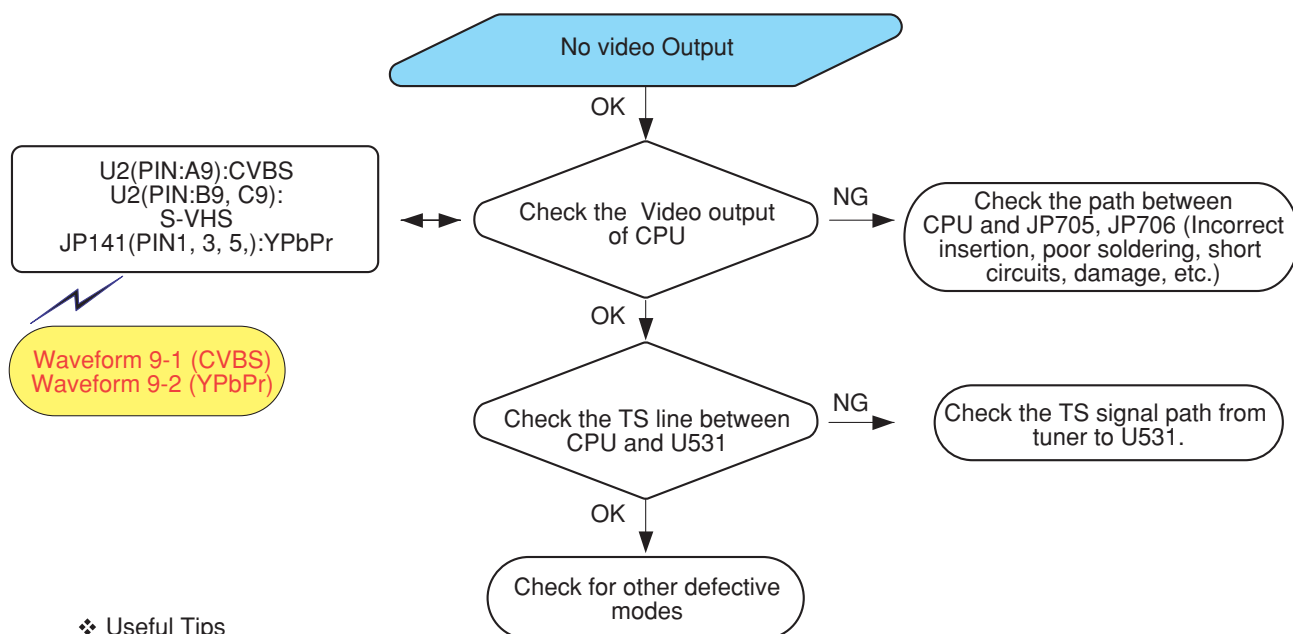 No video Output
OK
U2(PIN:A9):CVBS
U2(PIN:B9, C9):
S-VHS
JP141(PIN1, 3, 5,):YPbPr
Check the Video output
of CPU
NG
Check the path between
CPU and JP705, JP706 (Incorrect
insertion, poor soldering, short
circuits, damage, etc.)
Waveform 9-1 (CVBS)
Waveform 9-2 (YPbPr)
OK
Check the TS line between
CPU and U531
NG
Check the TS signal path from
tuner to U531.
OK
Check for other defective
modes
❖ Useful Tips